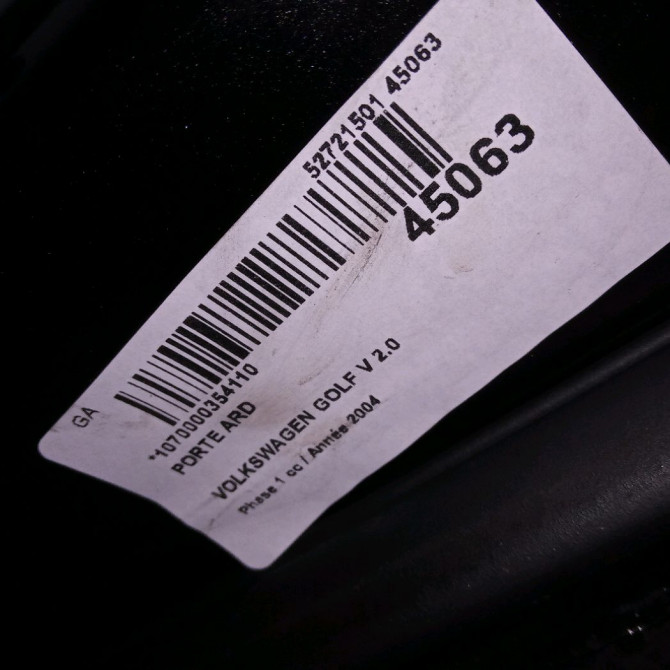 52721501 45063
45063
GA
*1070000354110
PORTE ARD
VOLKSWAGEN GOLF V 2.0
Phase 1 cc / Année 2004